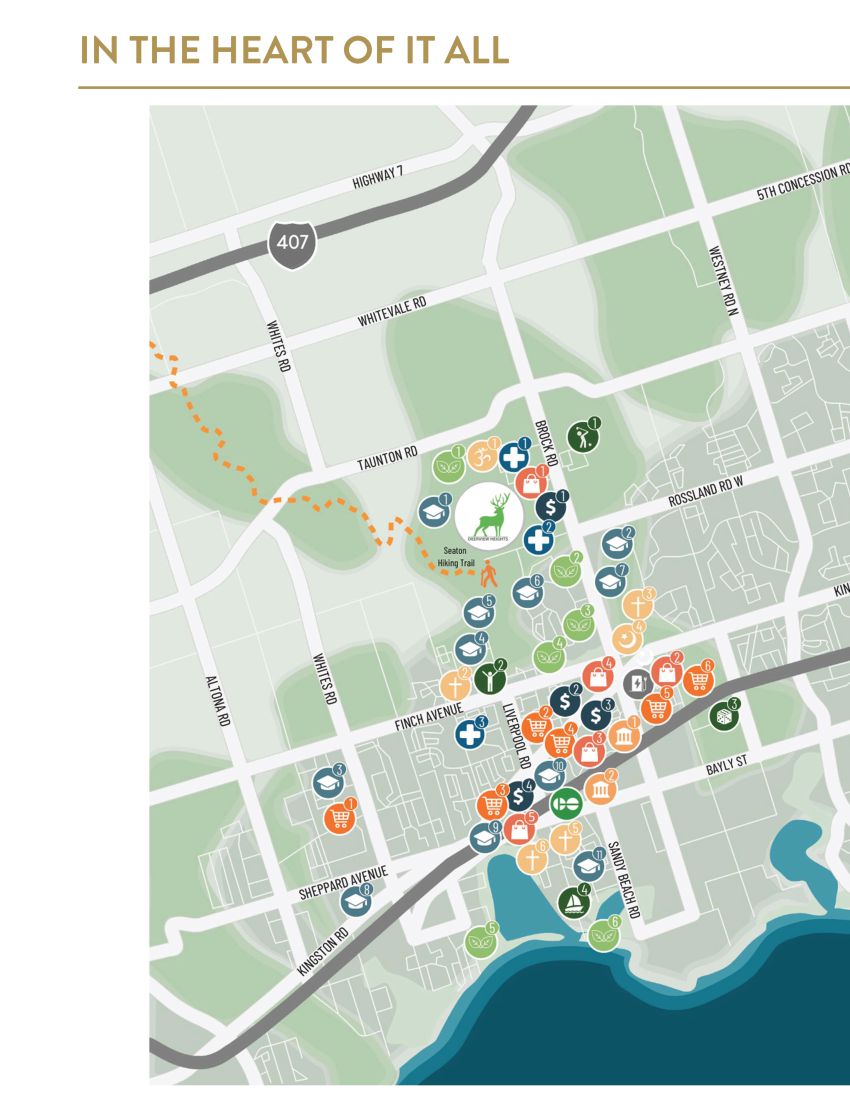 IN THE HEART OF IT ALL
HIGHWAY 7
5TH CONCESSION RD
407
WESTNEY RD N
WHITEVALE RD
WHITES RD
BROCK RD
1
1
1
1
1
TAUNTON RD
1
1
1
ROSSLAND RD W
DEERVIEW HEIGHTS
2
2
Seaton
Hiking Trail
2
6
7
5
3
3
4
KIN
4
4
WHITES RD
2
2
4
2
6
ALTONA RD
FINCH AVENUE
LIVERPOOL RD
2
3
5
3
3
2
4
3
1
BAYLY ST
3
10
1
3
4
2
$
9
5
5
6
SANDY BEACH RD
11
SHEPPARD AVENUE
8
4
KINGSTON RD
5
6